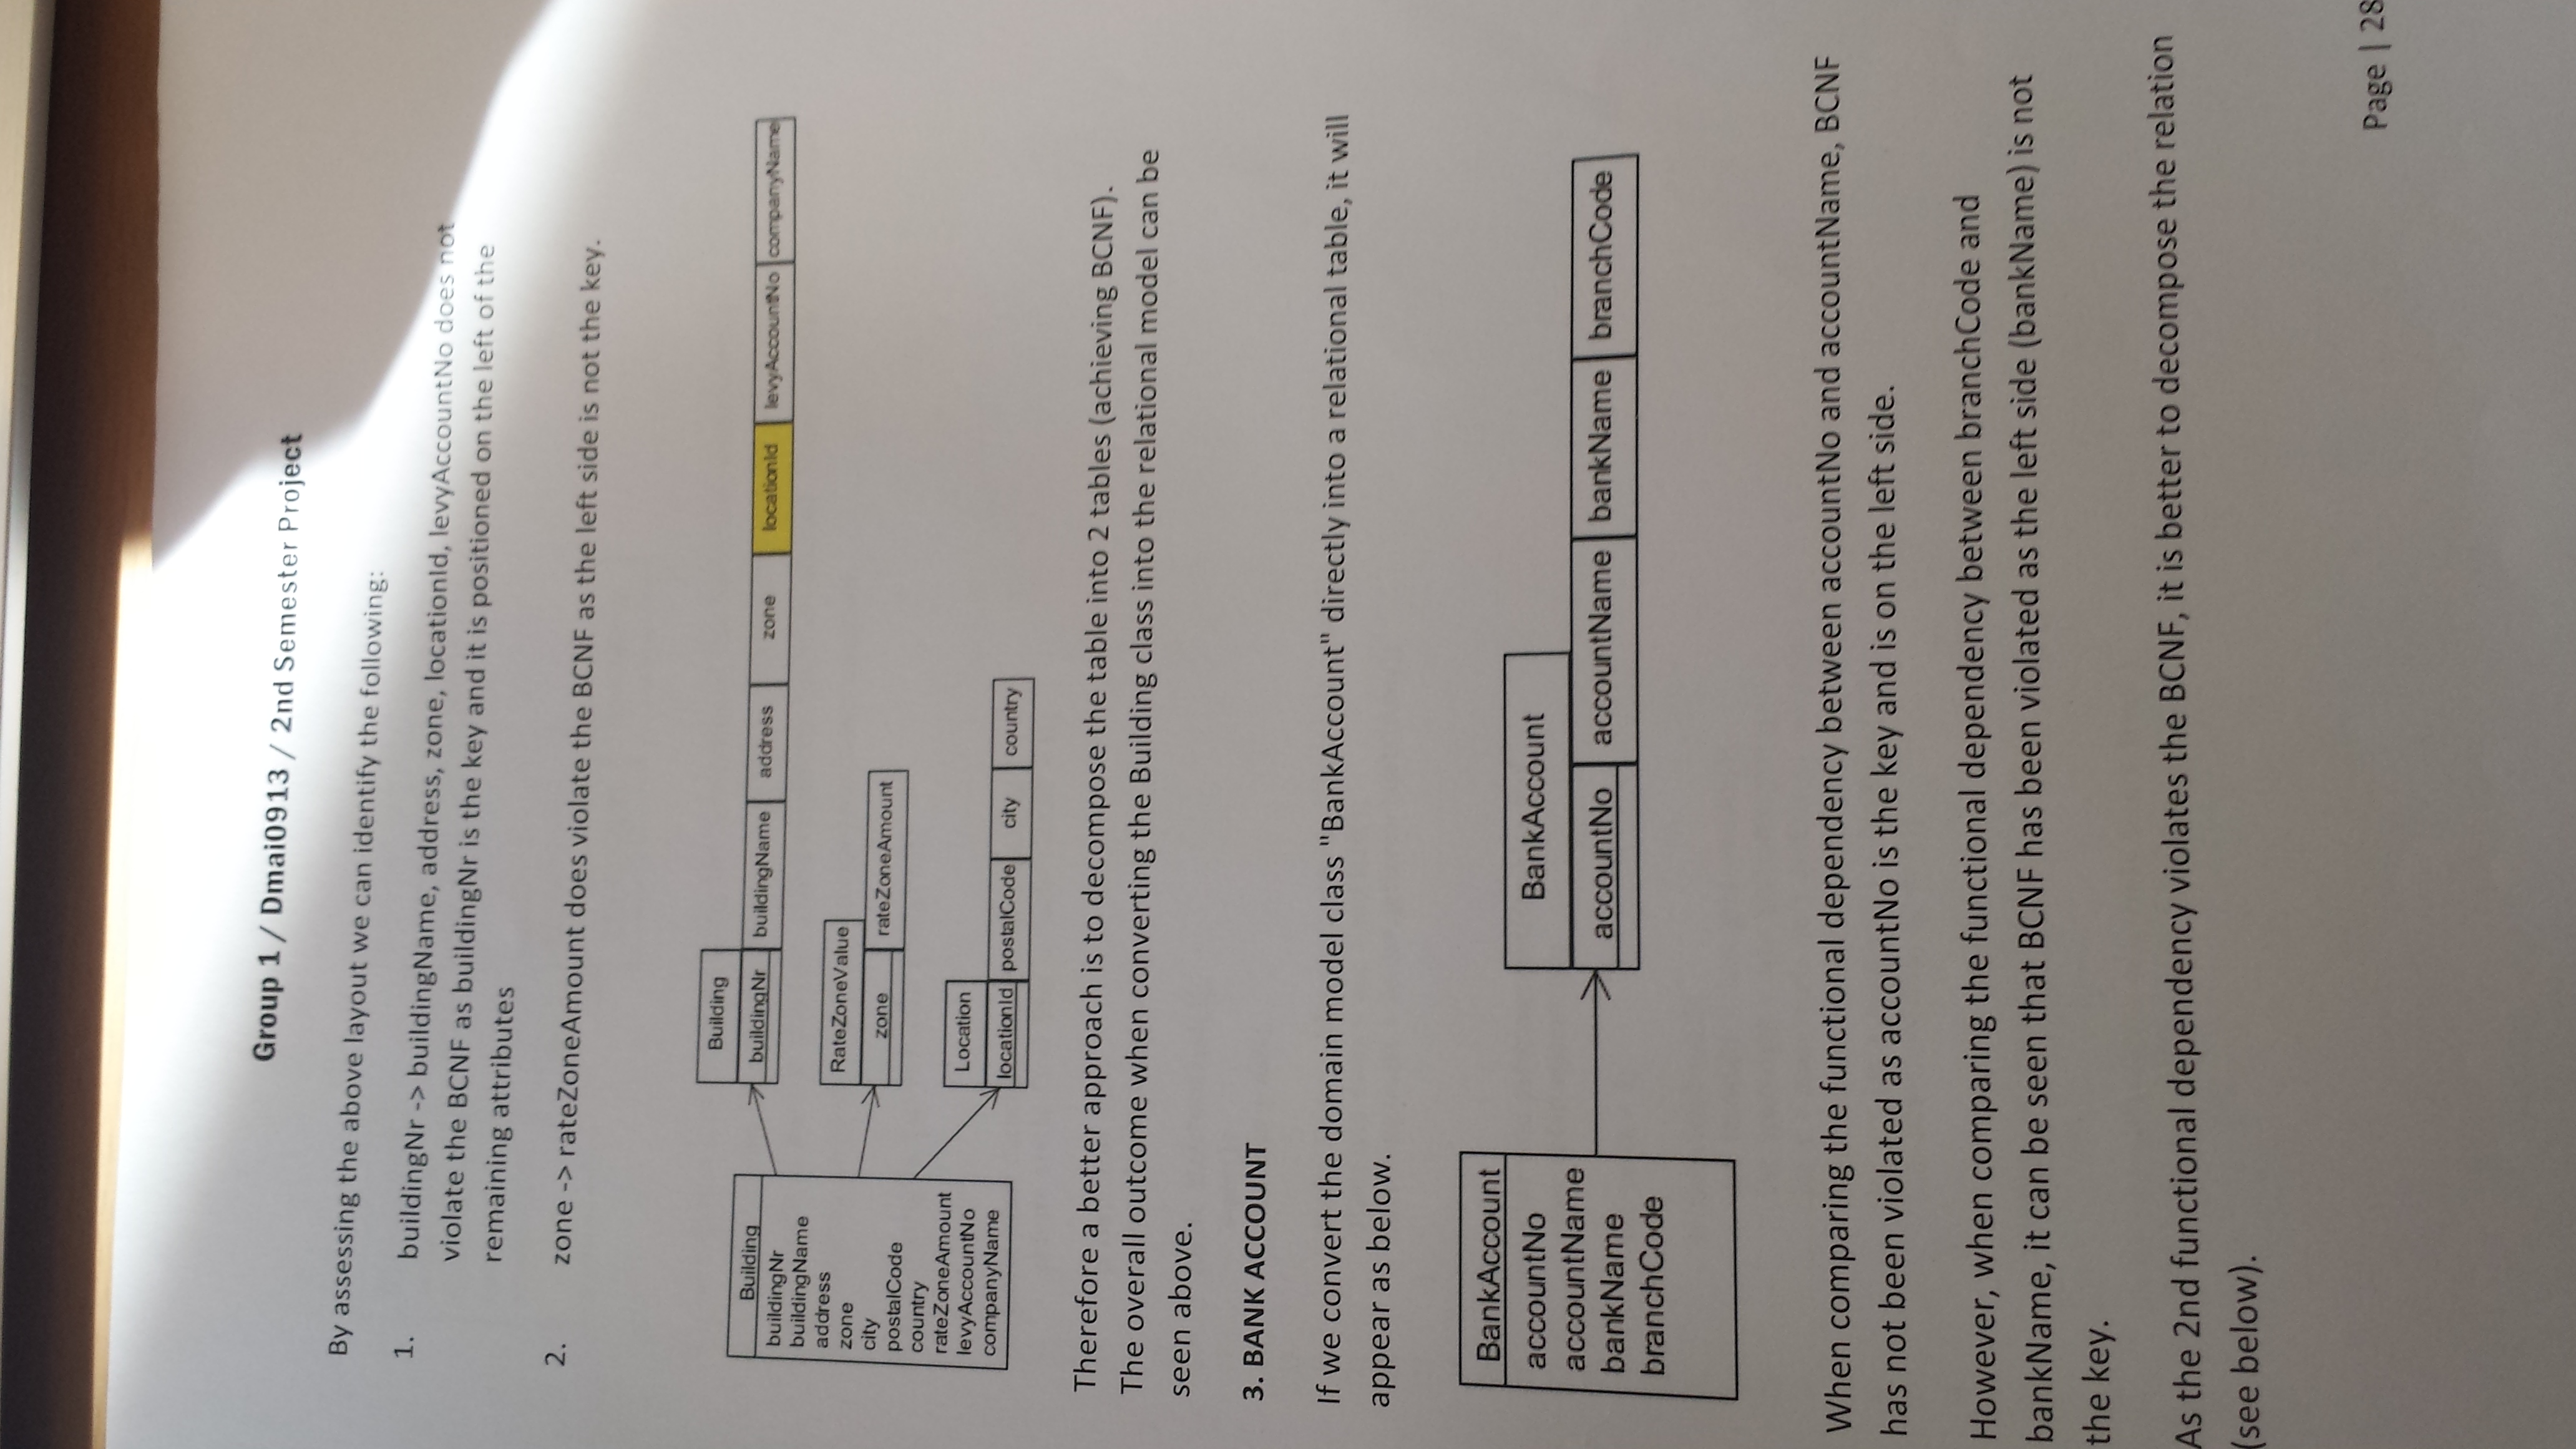 Group 1 / Dmai0913 / 2nd Semester Project
By assessing the above layout we can identify the following:
1. buildingNr -> buildingName, address, zone, locationId, levyAccountNo does not
violate the BCNF as buildingNr is the key and it is positioned on the left of the
remaining attributes
2. zone -> rateZoneAmount does violate the BCNF as the left side is not the key.
Building
buildingNr
buildingName
address
zone
city
postalCode
country
rateZoneAmount
levyAccountNo
companyName
Building
buildingNr buildingName address zone locationId levyAccountNo companyName
RateZoneValue
zone rateZoneAmount
Location
locationId postalCode city country
Therefore a better approach is to decompose the table into 2 tables (achieving BCNF).
The overall outcome when converting the Building class into the relational model can be
seen above.
3. BANK ACCOUNT
If we convert the domain model class "BankAccount" directly into a relational table, it will
appear as below.
BankAccount
accountNo
accountName
bankName
branchCode
BankAccount
accountNo accountName bankName branchCode
When comparing the functional dependency between accountNo and accountName, BCNF
has not been violated as accountNo is the key and is on the left side.
However, when comparing the functional dependency between branchCode and
bankName, it can be seen that BCNF has been violated as the left side (bankName) is not
the key.
As the 2nd functional dependency violates the BCNF, it is better to decompose the relation
(see below).
Page | 28